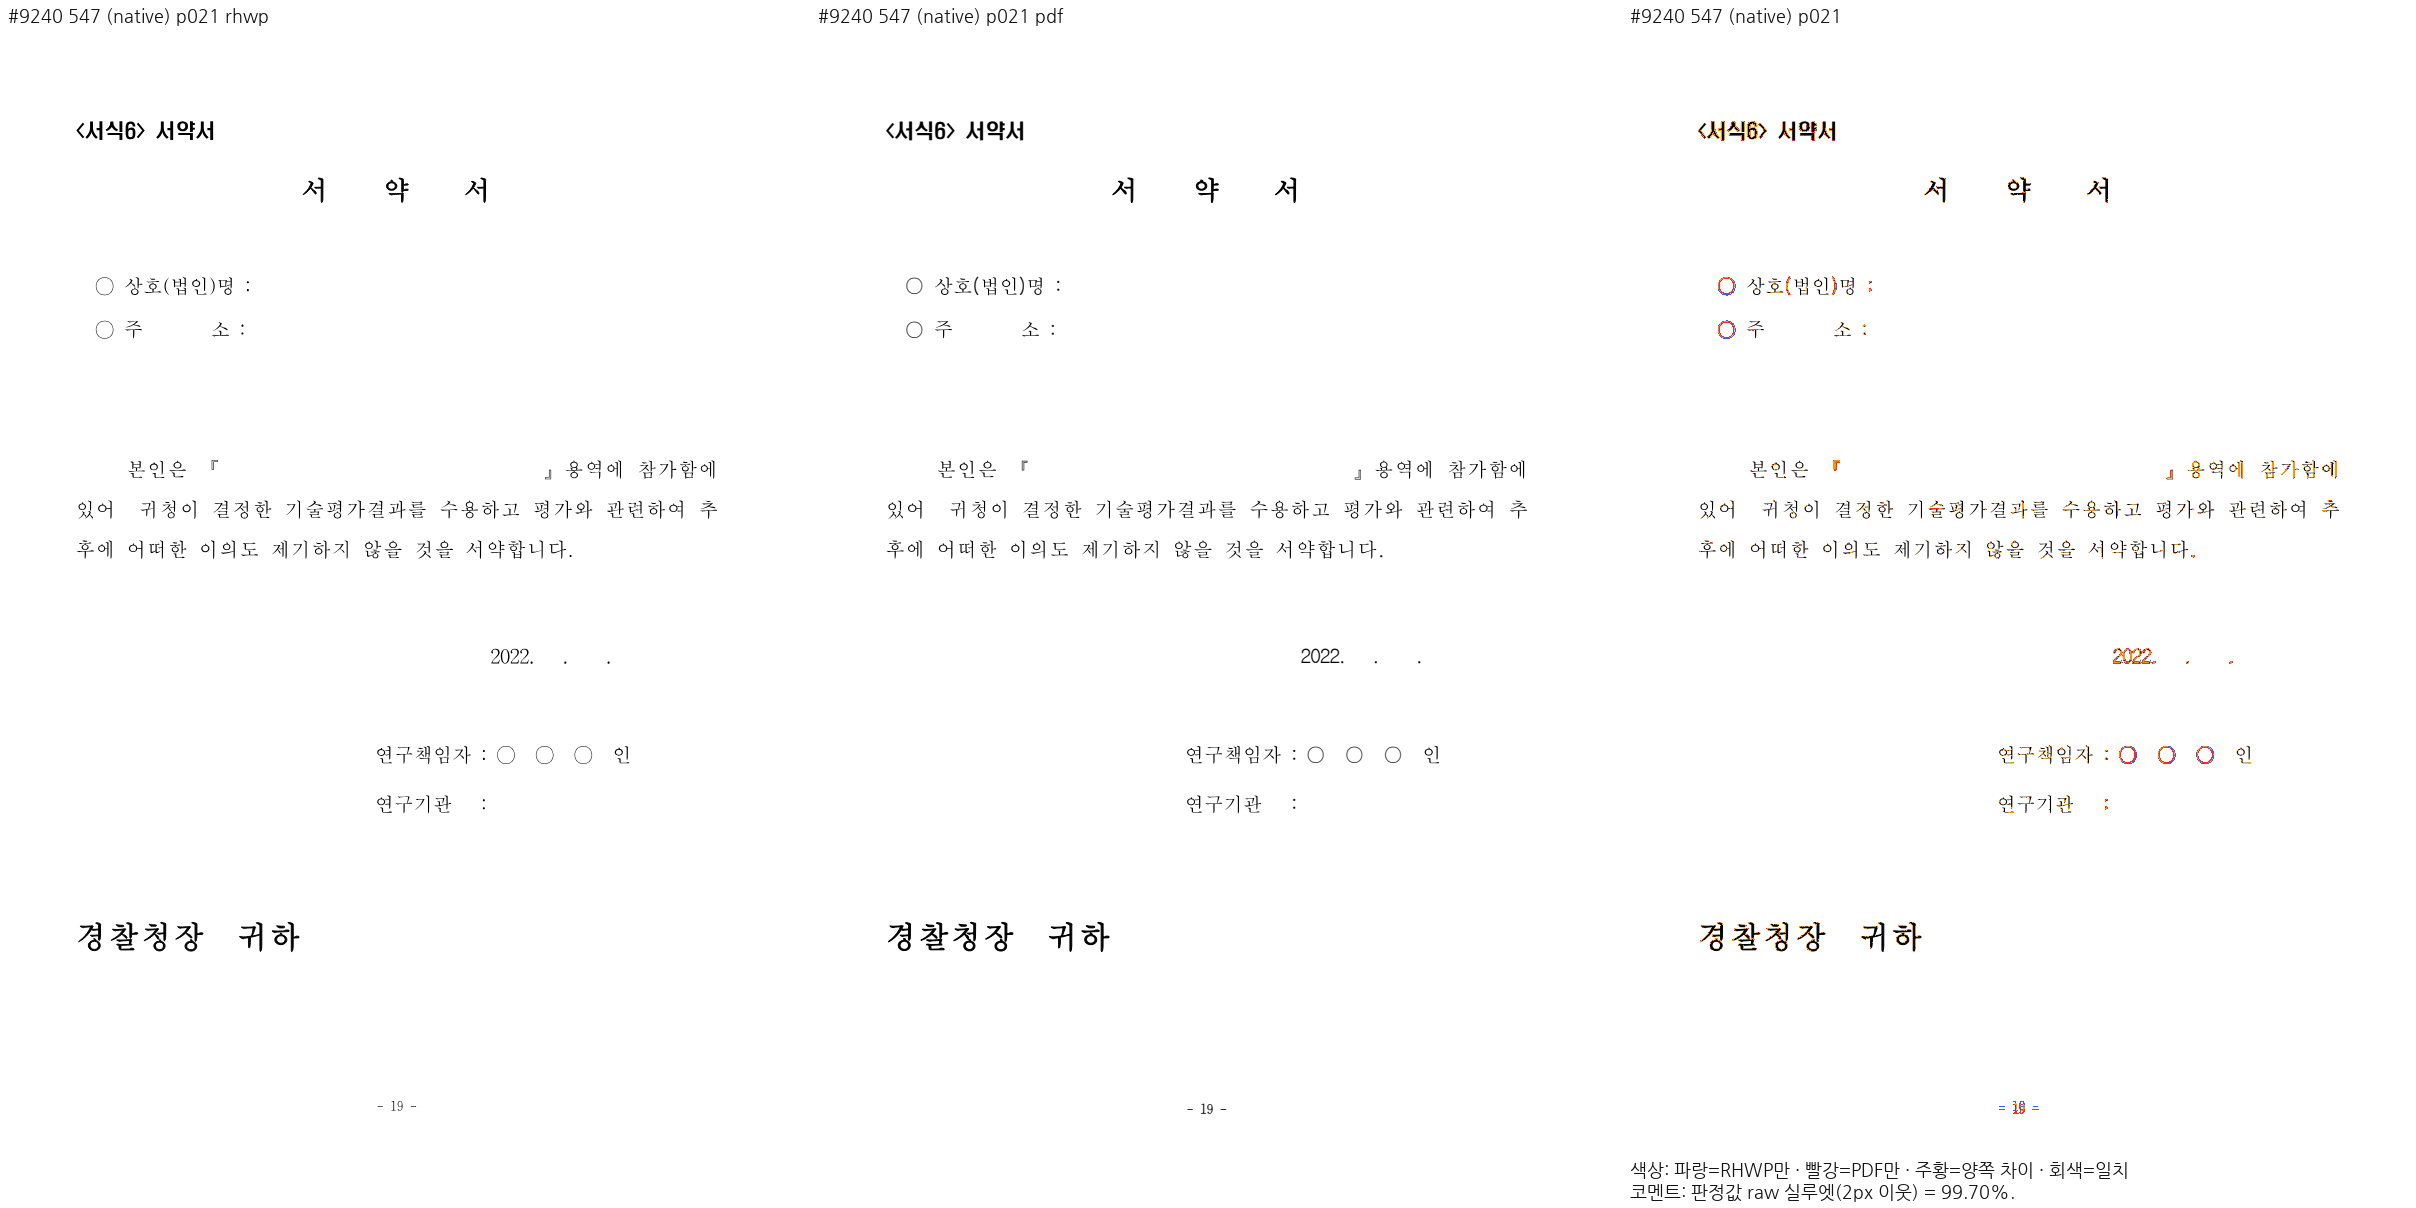 #9240 547 (native) p021 rhwp
<서식6> 서약서
서 약 서
○ 상호(법인)명 :
○ 주 소 :
본인은 『 』용역에 참가함에
있어 귀청이 결정한 기술평가결과를 수용하고 평가와 관련하여 추
후에 어떠한 이의도 제기하지 않을 것을 서약합니다.
2022. . .
연구책임자 : ○ ○ ○ 인
연구기관 :
경찰청장 귀하
- 19 -
#9240 547 (native) p021 pdf
<서식6> 서약서
서 약 서
○ 상호(법인)명 :
○ 주 소 :
본인은 『 』용역에 참가함에
있어 귀청이 결정한 기술평가결과를 수용하고 평가와 관련하여 추
후에 어떠한 이의도 제기하지 않을 것을 서약합니다.
2022. . .
연구책임자 : ○ ○ ○ 인
연구기관 :
경찰청장 귀하
- 19 -
#9240 547 (native) p021
<서식6> 서약서
서 약 서
○ 상호(법인)명 :
○ 주 소 :
본인은 『 』용역에 참가함에
있어 귀청이 결정한 기술평가결과를 수용하고 평가와 관련하여 추
후에 어떠한 이의도 제기하지 않을 것을 서약합니다.
2022. . .
연구책임자 : ○ ○ ○ 인
연구기관 :
경찰청장 귀하
- 19 -
색상: 파랑=RHWP만 · 빨강=PDF만 · 주황=양쪽 차이 · 회색=일치
코멘트: 판정값 raw 실루엣(2px 이웃) = 99.70%.